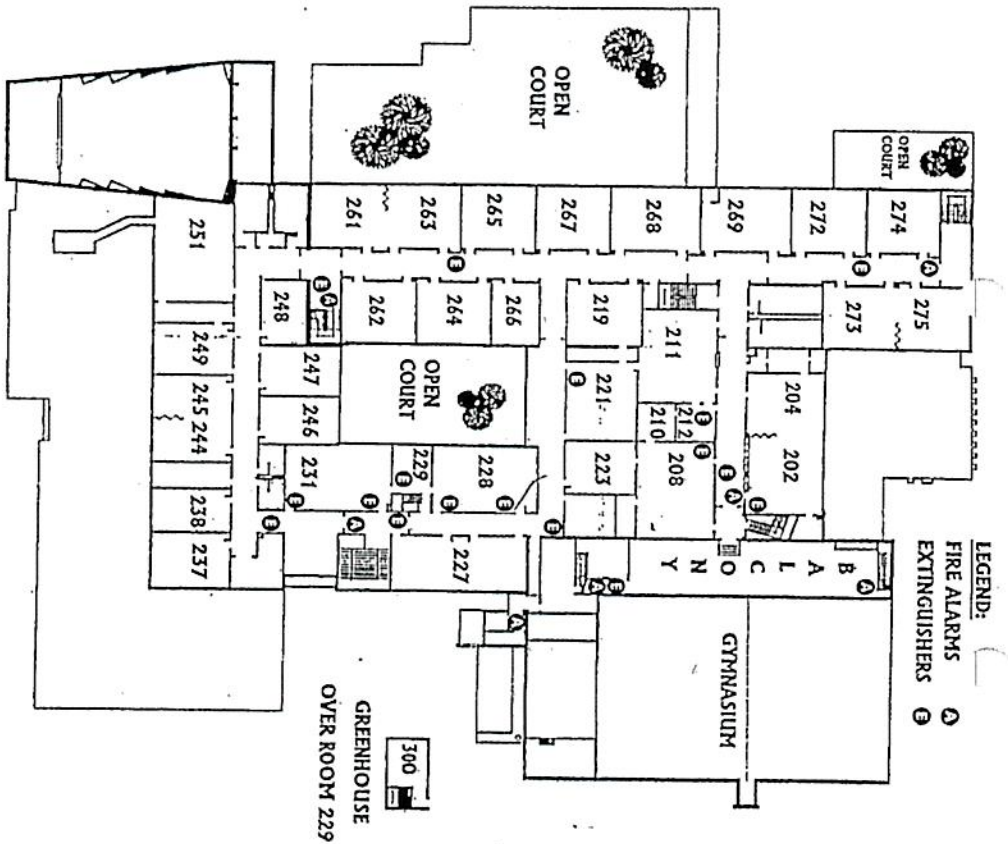 LEGEND:
FIRE ALARMS A
EXTINGUISHERS E
OPEN
COURT
274
A
275
E
273
272
204
202
E
A
BALCONY
A
E
GYMNASIUM
269
268
211
212
210
208
E
E
E
A
219
221
223
E
267
E
A
OPEN
COURT
265
266
228
E
E
227
263
264
229
E
E
E
300
261
262
OPEN
COURT
231
E
A
GREENHOUSE
OVER ROOM 229
E
A
248
247
246
E
251
249
245
244
238
237